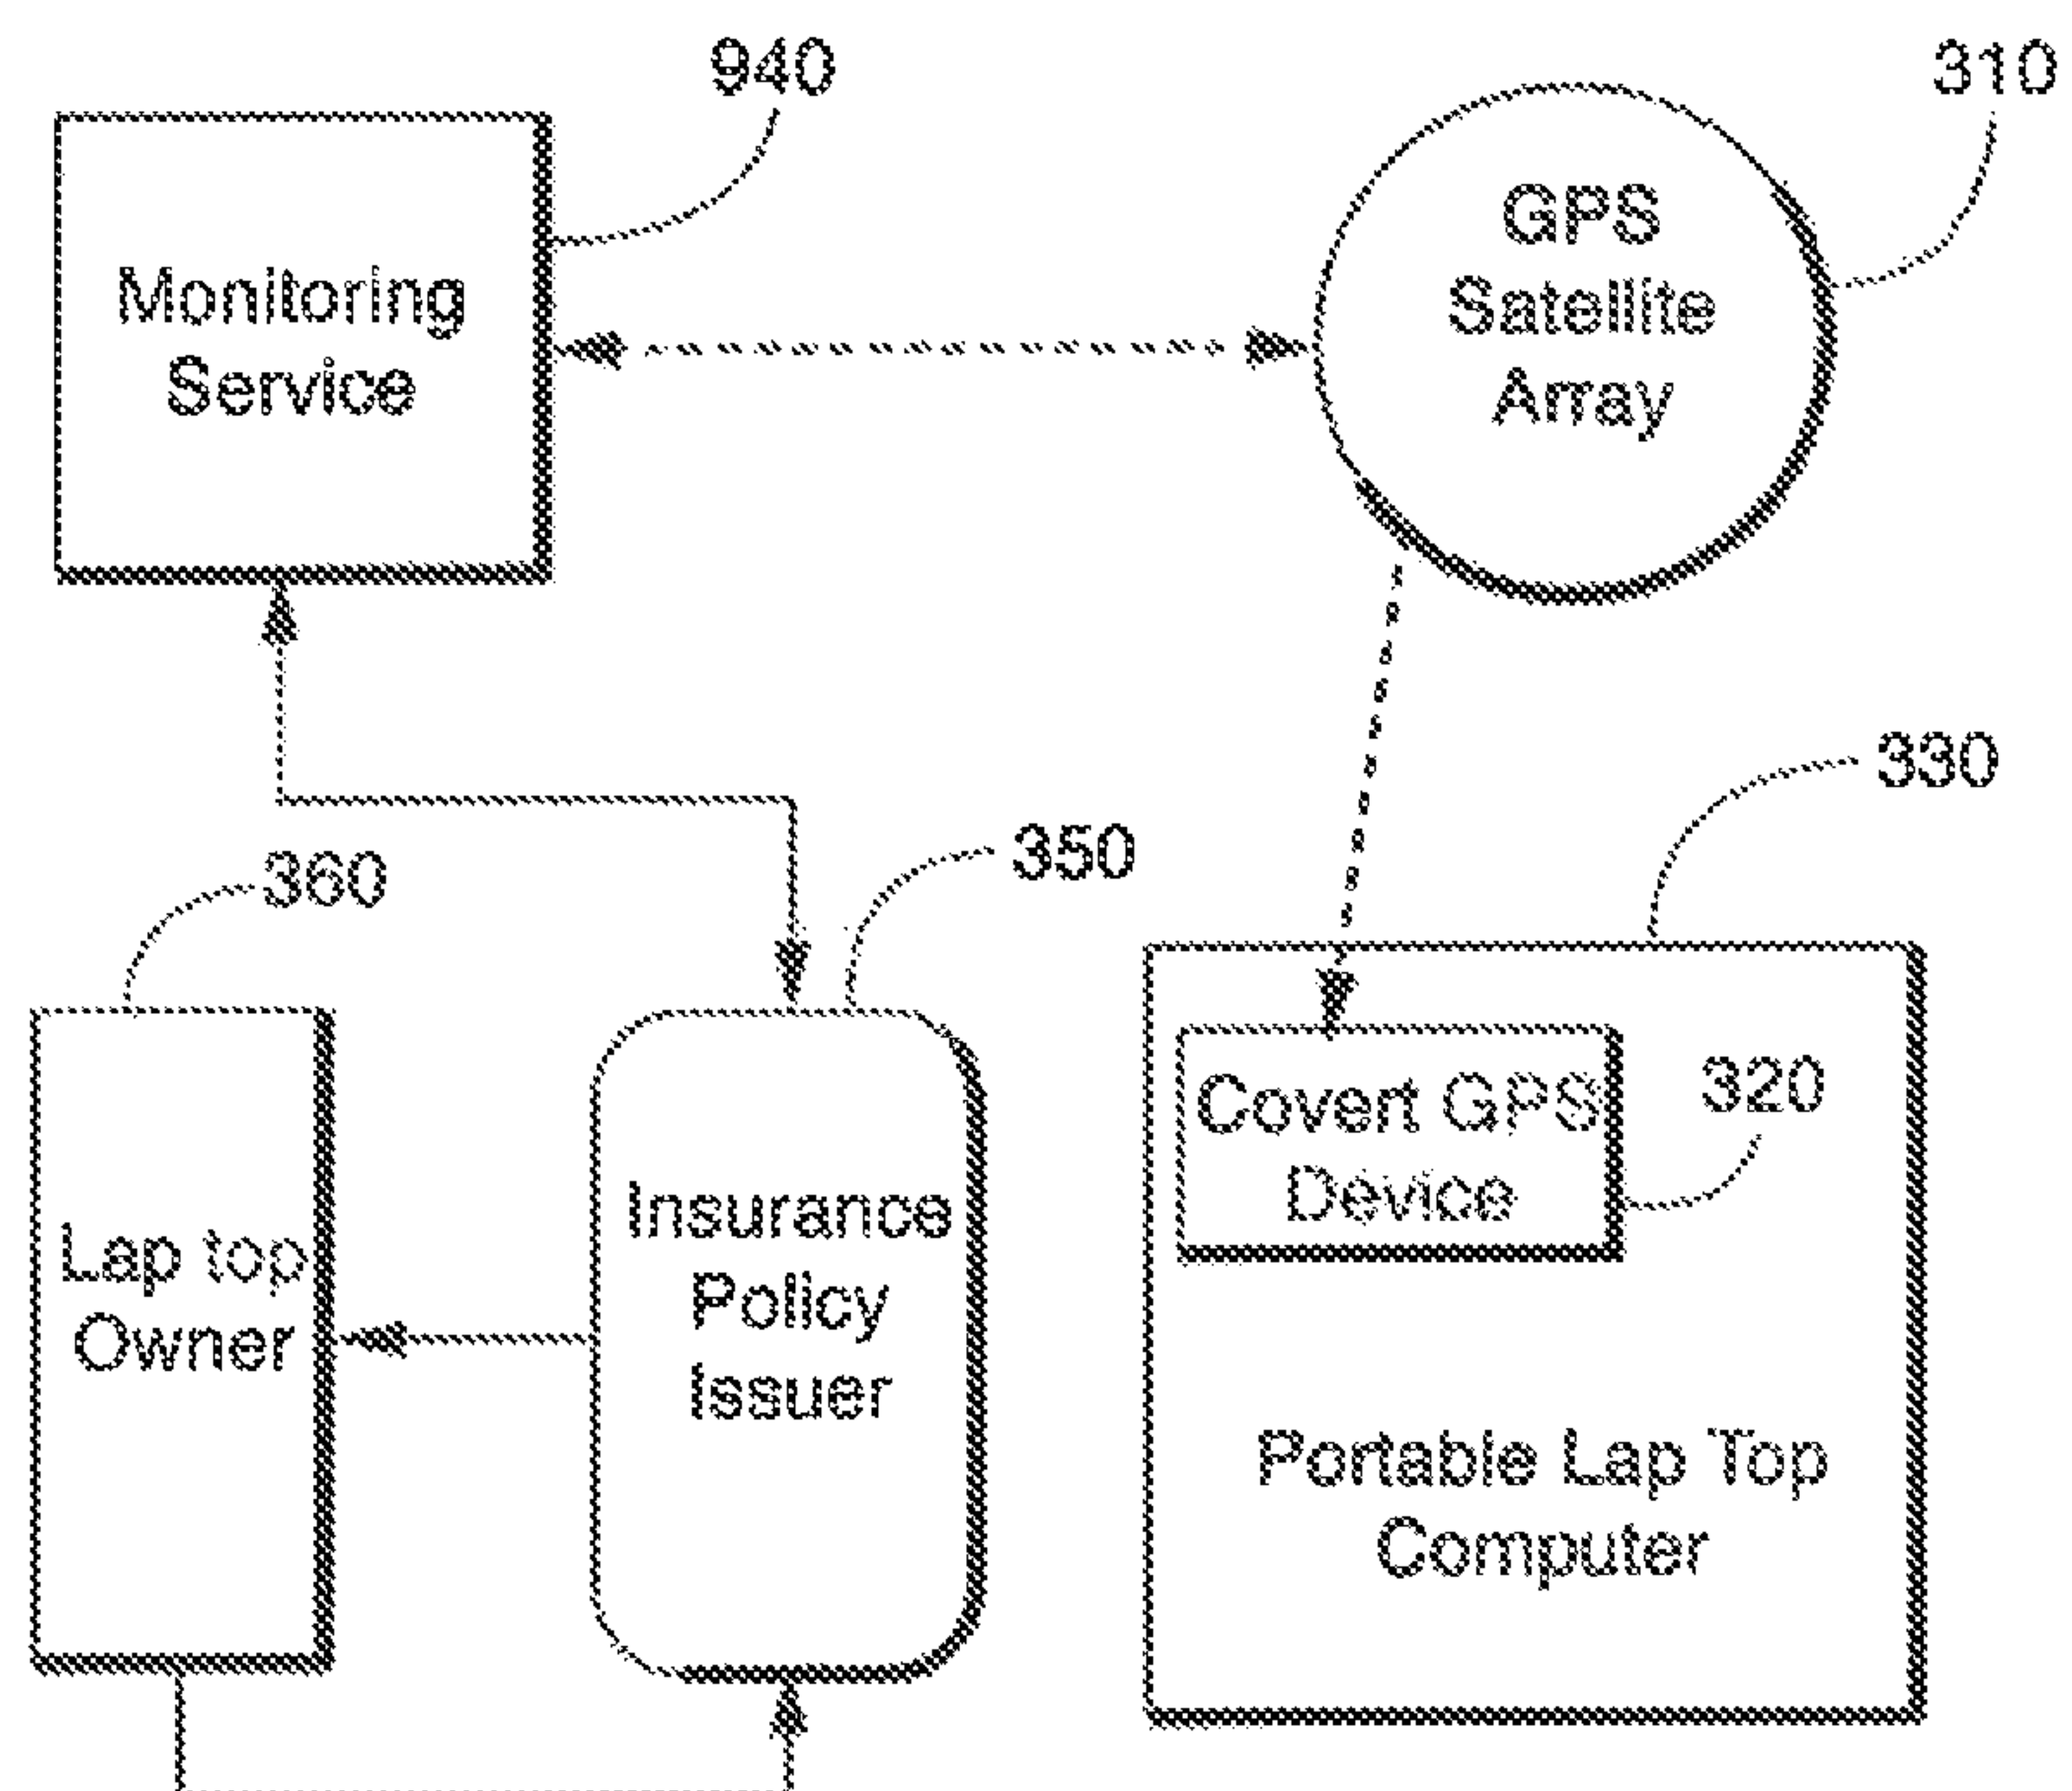 940
310
Monitoring
Service
GPS
Satellite
Array
330
360
350
Lap top
Owner
Insurance
Policy
Issuer
Covert GPS
Device
320
Portable Lap Top
Computer